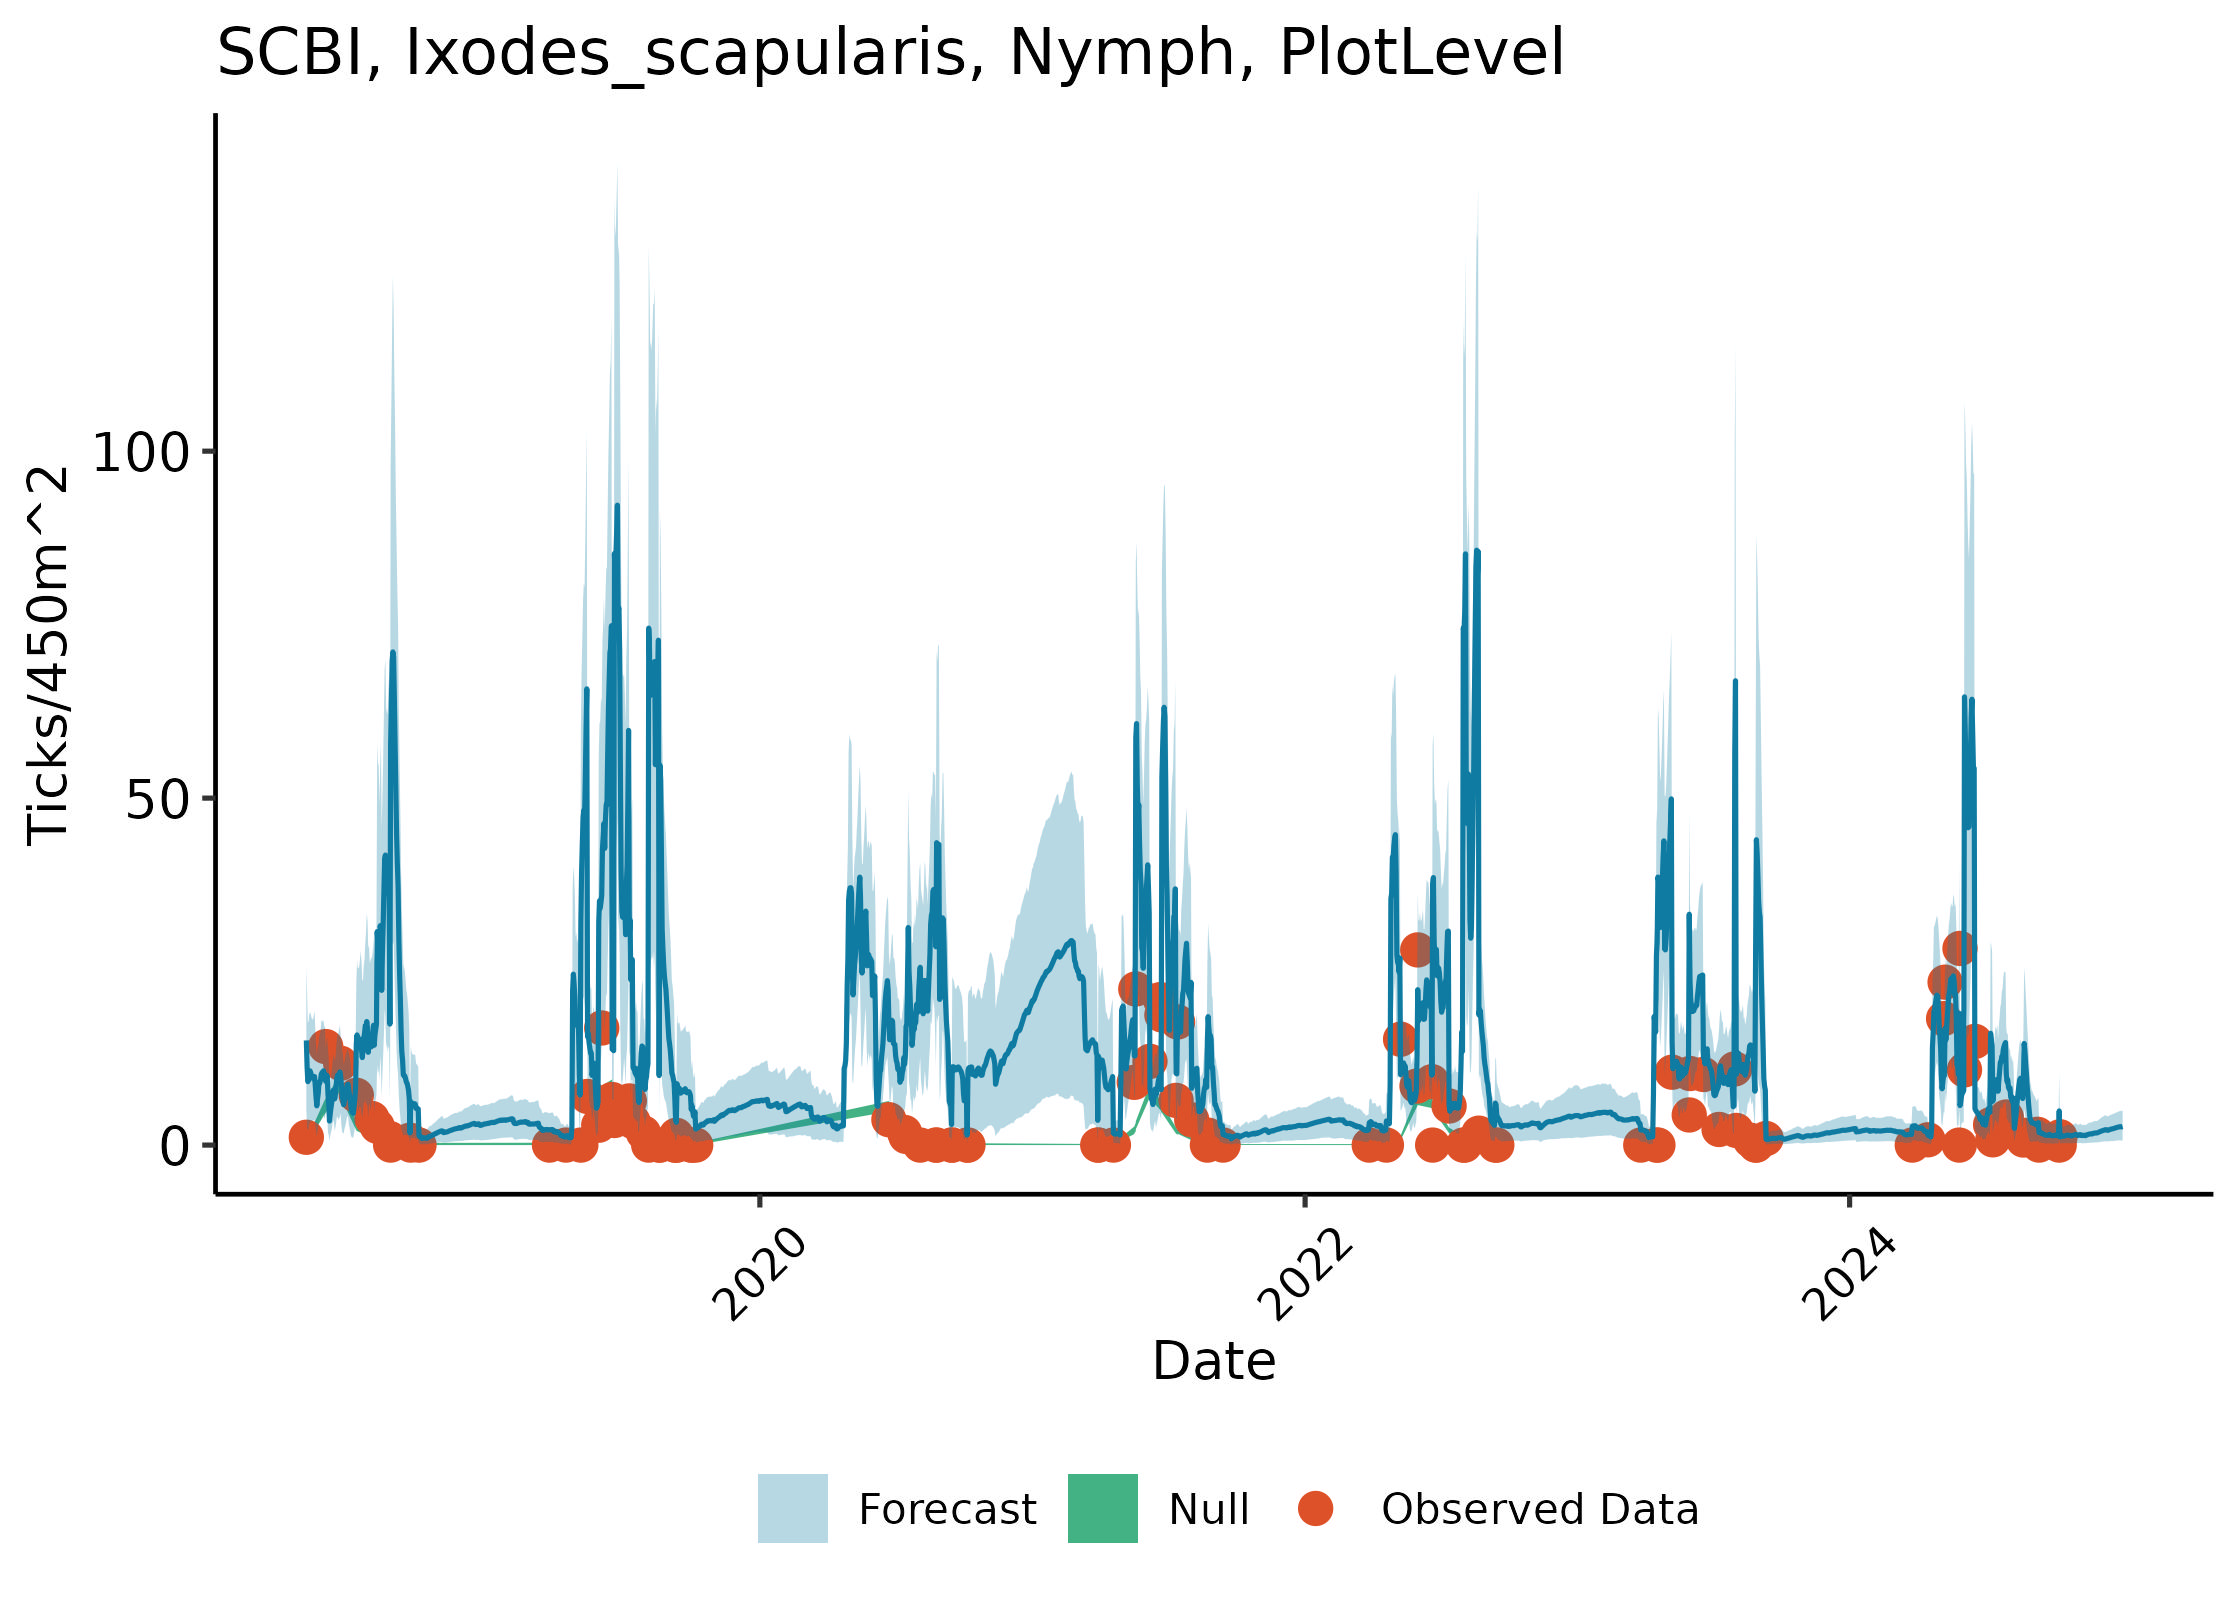 SCBI, Ixodes_scapularis, Nymph, PlotLevel
Ticks/450m^2
100
50
0
2020
2022
2024
Date
Forecast
Null
Observed Data